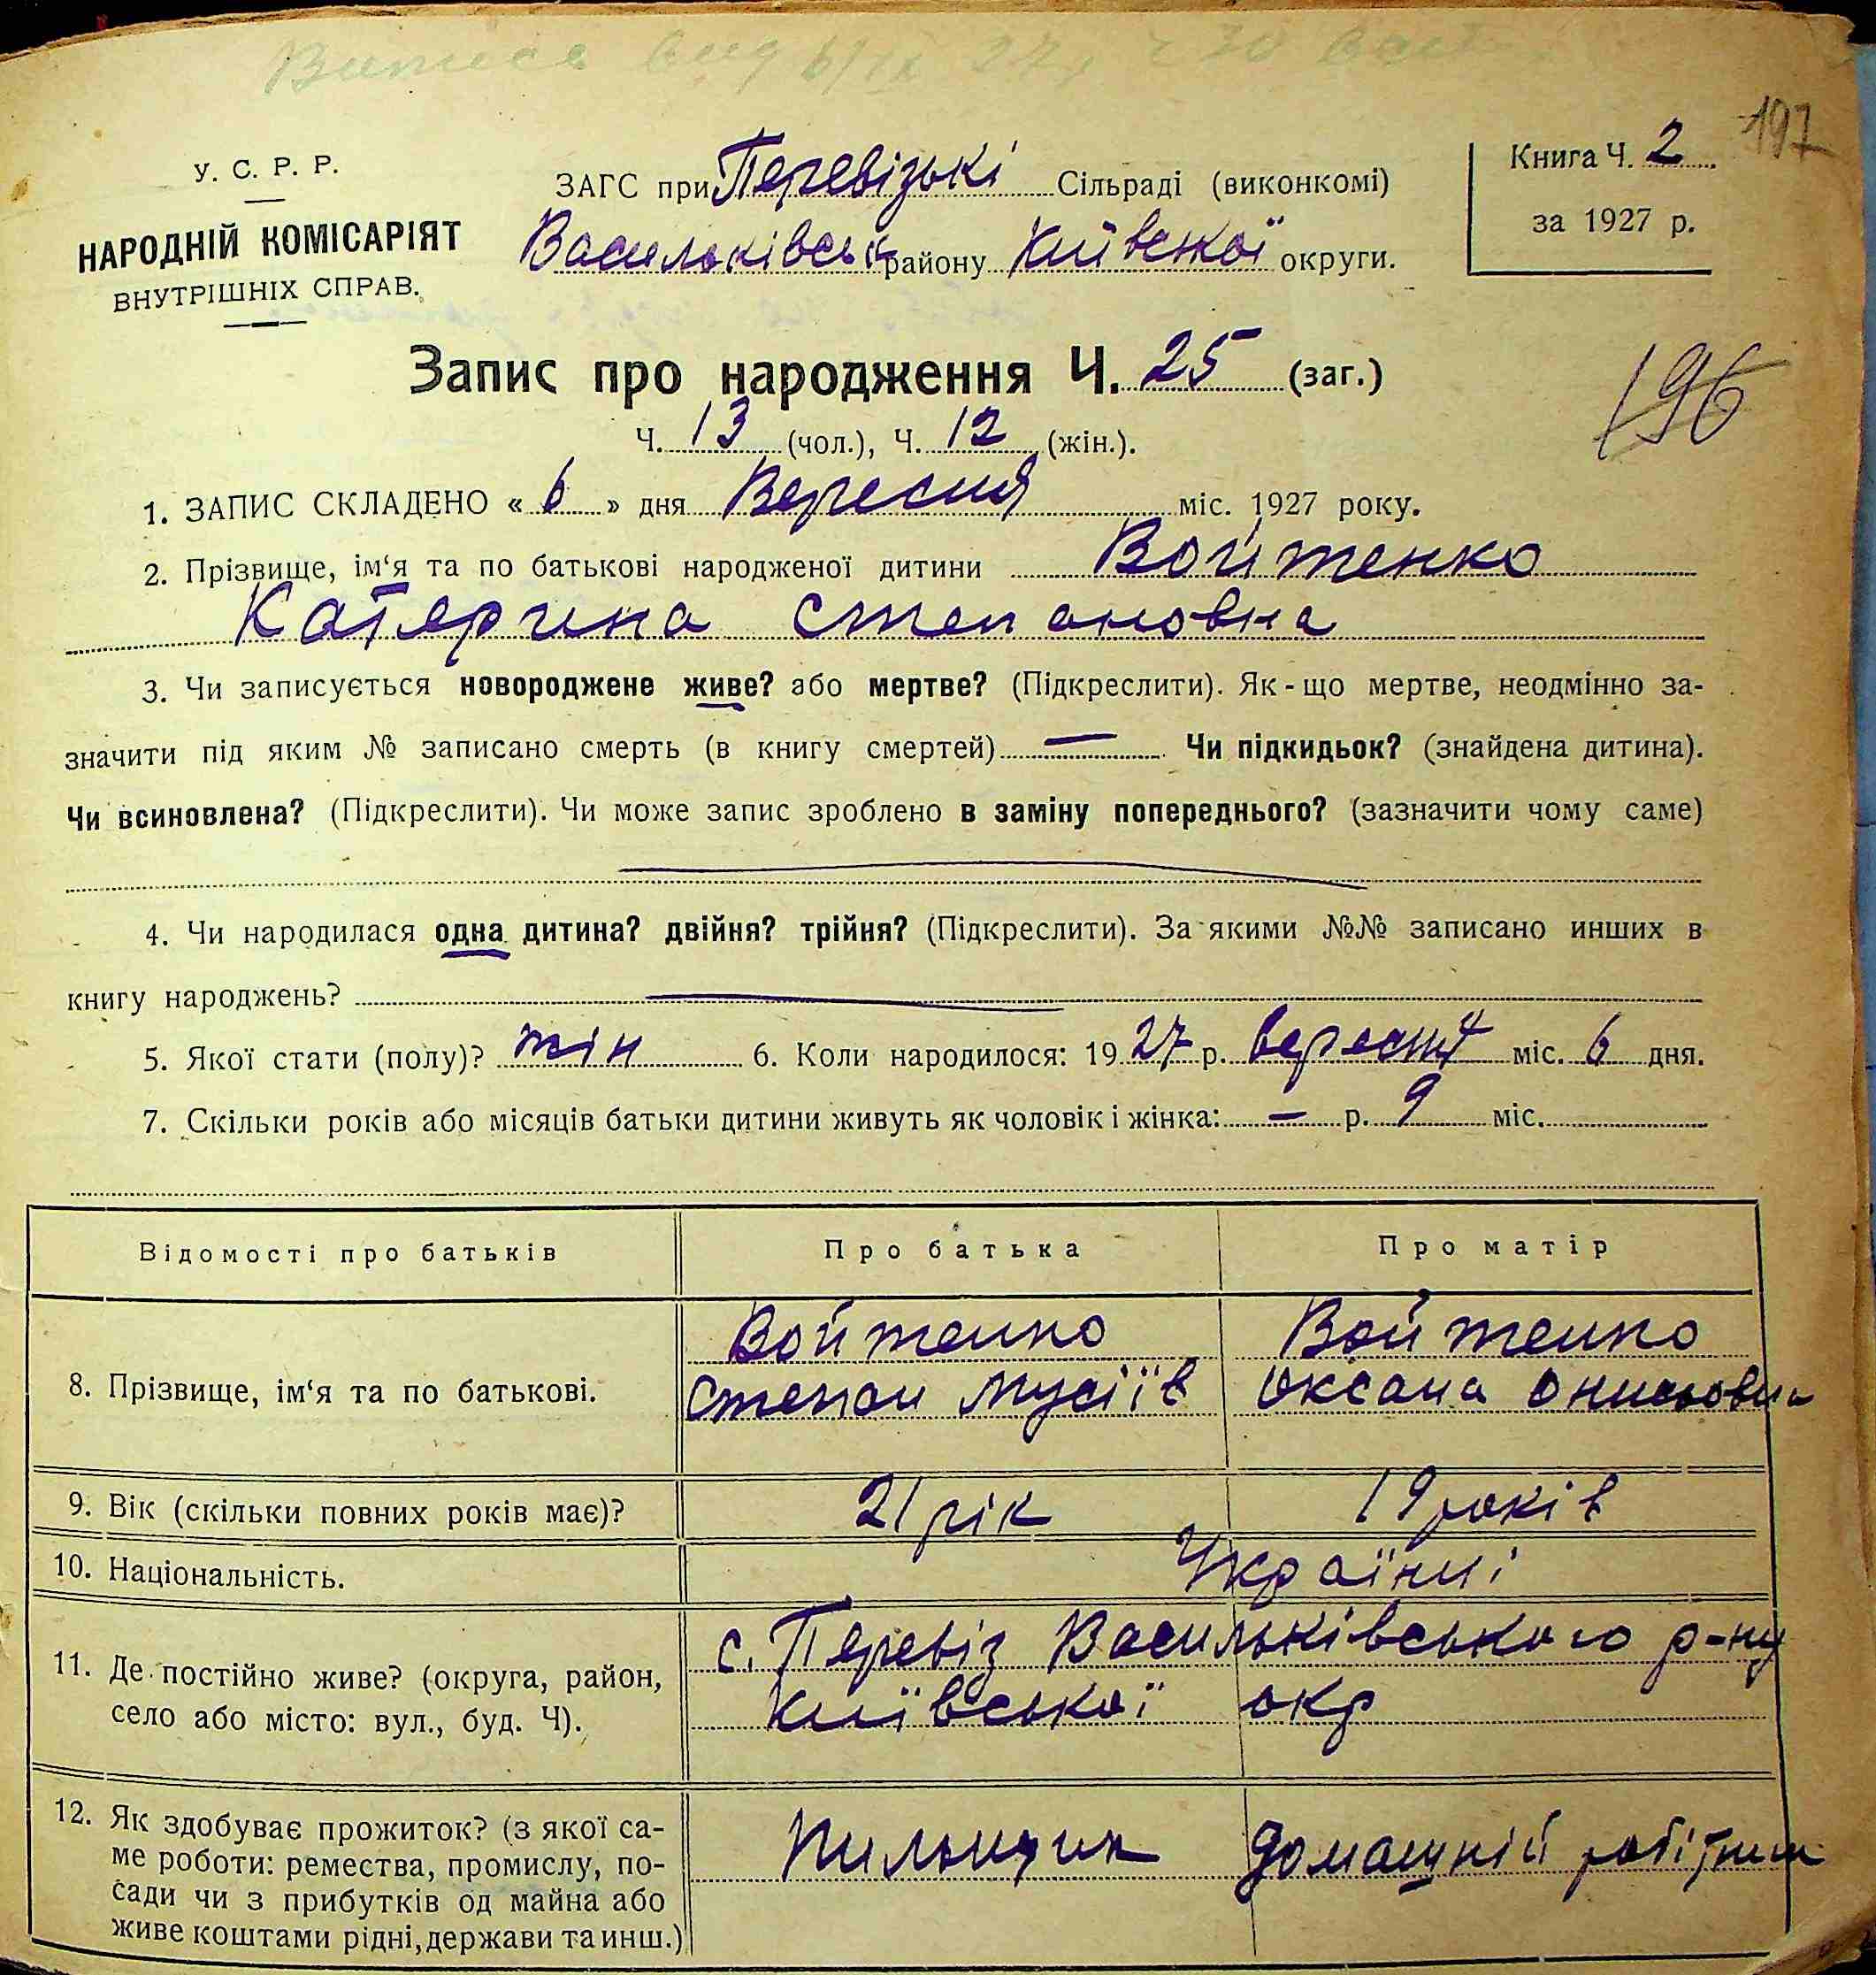 197
У. С. Р. Р.
НАРОДНІЙ КОМІСАРІЯТ
ВНУТРІШНІХ СПРАВ.
ЗАГС при Перевізькі Сільраді (виконкомі)
Васильківськ району Київської округи.
Книга Ч. 2
за 1927 р.
Запис про народження Ч. 25 (заг.)
196
Ч. 13 (чол.), Ч. 12 (жін.).
1. ЗАПИС СКЛАДЕНО « 6 » дня Вересня міс. 1927 року.
2. Прізвище, ім‘я та по батькові народженої дитини Войтенко
Катерина Степановна
3. Чи записується новороджене живе? або мертве? (Підкреслити). Як-що мертве, неодмінно за-
значити під яким № записано смерть (в книгу смертей) — Чи підкидьок? (знайдена дитина).
Чи всиновлена? (Підкреслити). Чи може запис зроблено в заміну попереднього? (зазначити чому саме)
4. Чи народилася одна дитина? двійня? трійня? (Підкреслити). За якими №№ записано инших в
книгу народжень?
5. Якої стати (полу)? жін 6. Коли народилося: 1927 р. вересня міс. 6 дня.
7. Скільки років або місяців батьки дитини живуть як чоловік і жінка: — р. 9 міс.
Відомості про батьків Про батька Про матір
8. Прізвище, ім‘я та по батькові.
Войтенко
Степан Мусіїв
Войтенко
Оксана Онисьовна
9. Вік (скільки повних років має)? 21 рік 19 років
10. Національність. Українці
11. Де постійно живе? (округа, район,
село або місто: вул., буд. Ч).
с. Перевіз Васильківського р-ну
Київської окр
12. Як здобуває прожиток? (з якої са-
ме роботи: ремества, промислу, по-
сади чи з прибутків од майна або
живе коштами рідні, держави та инш.)
Пильщик домашній